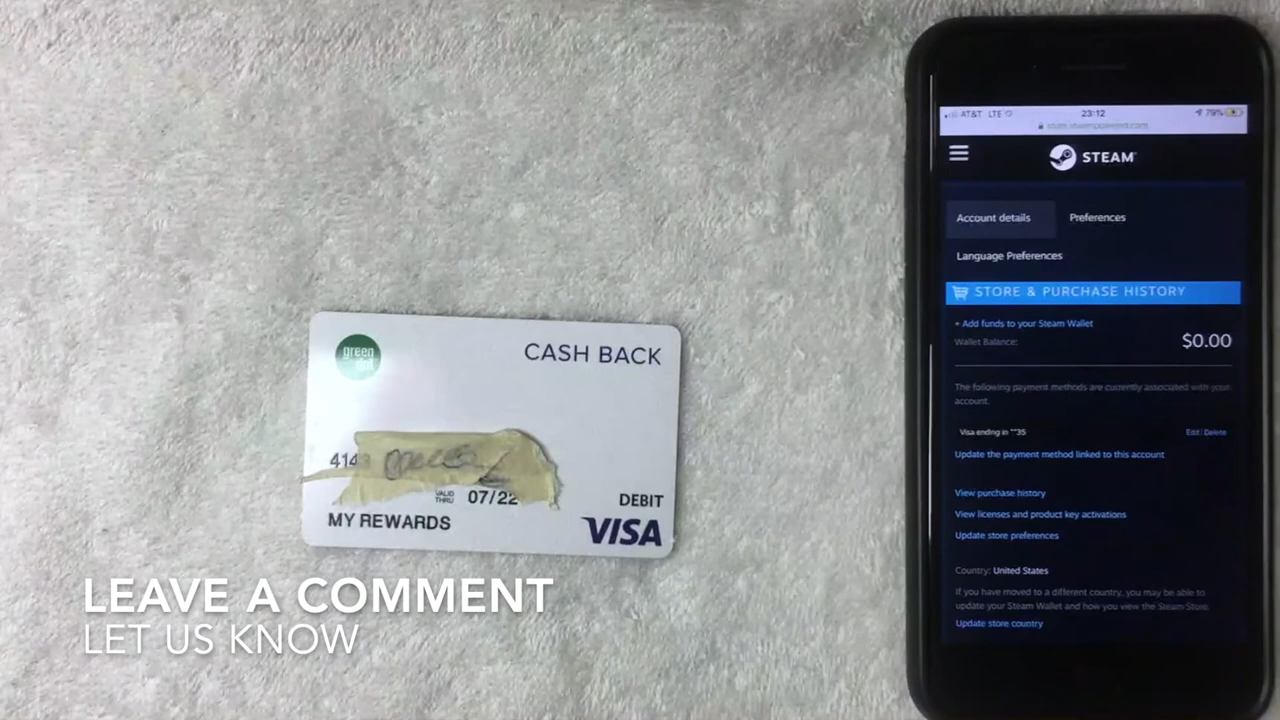 green
dot
CASH BACK
414
VALID
THRU
07/22
DEBIT
MY REWARDS
VISA
LEAVE A COMMENT
LET US KNOW
AT&T LTE
23:12
79%
store.steampowered.com
STEAM
Account details
Preferences
Language Preferences
STORE & PURCHASE HISTORY
+ Add funds to your Steam Wallet
Wallet Balance:
$0.00
The following payment methods are currently associated with your
account.
Visa ending in **35
Edit | Delete
Update the payment method linked to this account
View purchase history
View licenses and product key activations
Update store preferences
Country: United States
If you have moved to a different country, you may be able to
update your Steam Wallet and how you view the Steam Store.
Update store country